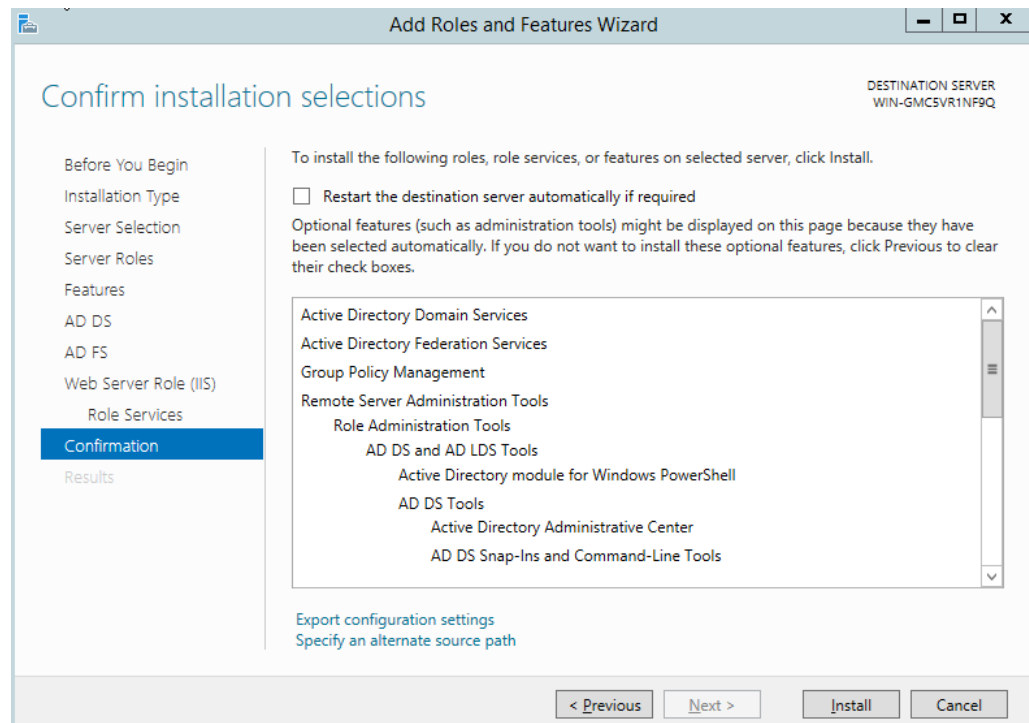 Add Roles and Features Wizard
Confirm installation selections
DESTINATION SERVER
WIN-GMC5VR1NF9Q
Before You Begin
Installation Type
Server Selection
Server Roles
Features
AD DS
AD FS
Web Server Role (IIS)
Role Services
Confirmation
Results
To install the following roles, role services, or features on selected server, click Install.
Restart the destination server automatically if required
Optional features (such as administration tools) might be displayed on this page because they have
been selected automatically. If you do not want to install these optional features, click Previous to clear
their check boxes.
Active Directory Domain Services
Active Directory Federation Services
Group Policy Management
Remote Server Administration Tools
Role Administration Tools
AD DS and AD LDS Tools
Active Directory module for Windows PowerShell
AD DS Tools
Active Directory Administrative Center
AD DS Snap-Ins and Command-Line Tools
Export configuration settings
Specify an alternate source path
< Previous
Next >
Install
Cancel